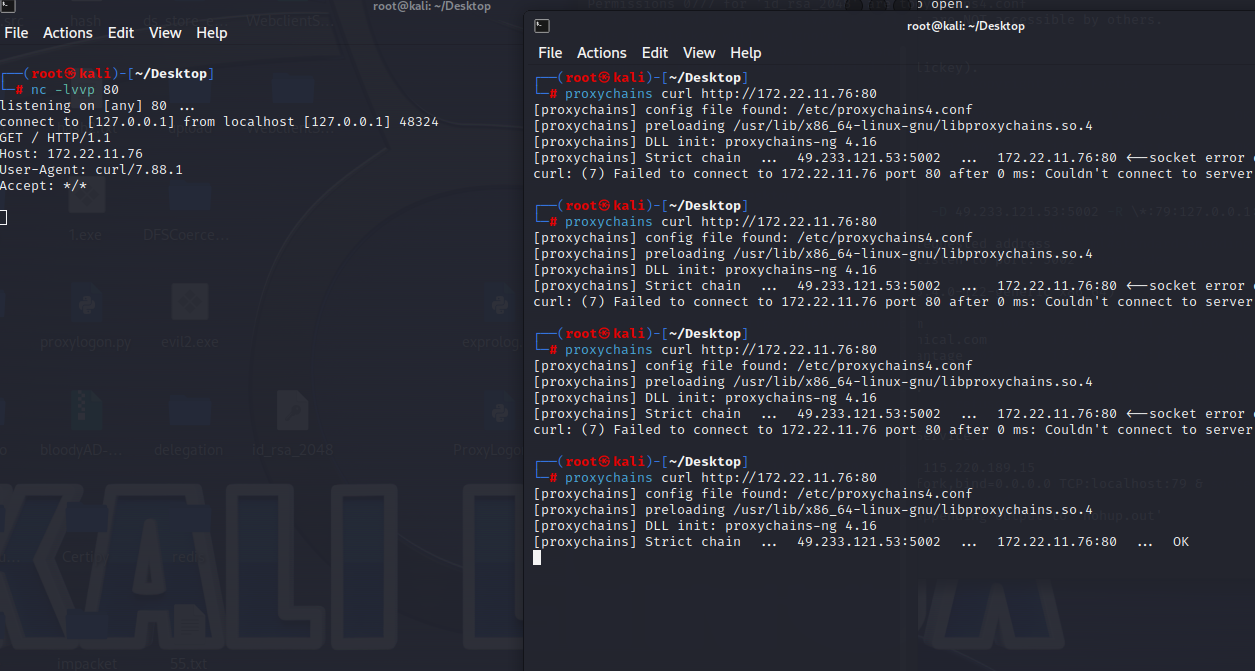 root@kali: ~/Desktop
File Actions Edit View Help
┌──(root㉿kali)-[~/Desktop]
└─# nc -lvvp 80
listening on [any] 80 ...
connect to [127.0.0.1] from localhost [127.0.0.1] 48324
GET / HTTP/1.1
Host: 172.22.11.76
User-Agent: curl/7.88.1
Accept: */*
1.exe
DFSCoerce...
proxylogon.py
evil2.exe
bloodyAD-...
delegation
id_rsa_2048
impacket
55.txt
root@kali: ~/Desktop
File Actions Edit View Help
┌──(root㉿kali)-[~/Desktop]
└─# proxychains curl http://172.22.11.76:80
[proxychains] config file found: /etc/proxychains4.conf
[proxychains] preloading /usr/lib/x86_64-linux-gnu/libproxychains.so.4
[proxychains] DLL init: proxychains-ng 4.16
[proxychains] Strict chain ... 49.233.121.53:5002 ... 172.22.11.76:80 <--socket error
curl: (7) Failed to connect to 172.22.11.76 port 80 after 0 ms: Couldn't connect to server
┌──(root㉿kali)-[~/Desktop]
└─# proxychains curl http://172.22.11.76:80
[proxychains] config file found: /etc/proxychains4.conf
[proxychains] preloading /usr/lib/x86_64-linux-gnu/libproxychains.so.4
[proxychains] DLL init: proxychains-ng 4.16
[proxychains] Strict chain ... 49.233.121.53:5002 ... 172.22.11.76:80 <--socket error
curl: (7) Failed to connect to 172.22.11.76 port 80 after 0 ms: Couldn't connect to server
┌──(root㉿kali)-[~/Desktop]
└─# proxychains curl http://172.22.11.76:80
[proxychains] config file found: /etc/proxychains4.conf
[proxychains] preloading /usr/lib/x86_64-linux-gnu/libproxychains.so.4
[proxychains] DLL init: proxychains-ng 4.16
[proxychains] Strict chain ... 49.233.121.53:5002 ... 172.22.11.76:80 <--socket error
curl: (7) Failed to connect to 172.22.11.76 port 80 after 0 ms: Couldn't connect to server
┌──(root㉿kali)-[~/Desktop]
└─# proxychains curl http://172.22.11.76:80
[proxychains] config file found: /etc/proxychains4.conf
[proxychains] preloading /usr/lib/x86_64-linux-gnu/libproxychains.so.4
[proxychains] DLL init: proxychains-ng 4.16
[proxychains] Strict chain ... 49.233.121.53:5002 ... 172.22.11.76:80 ... OK
KALI